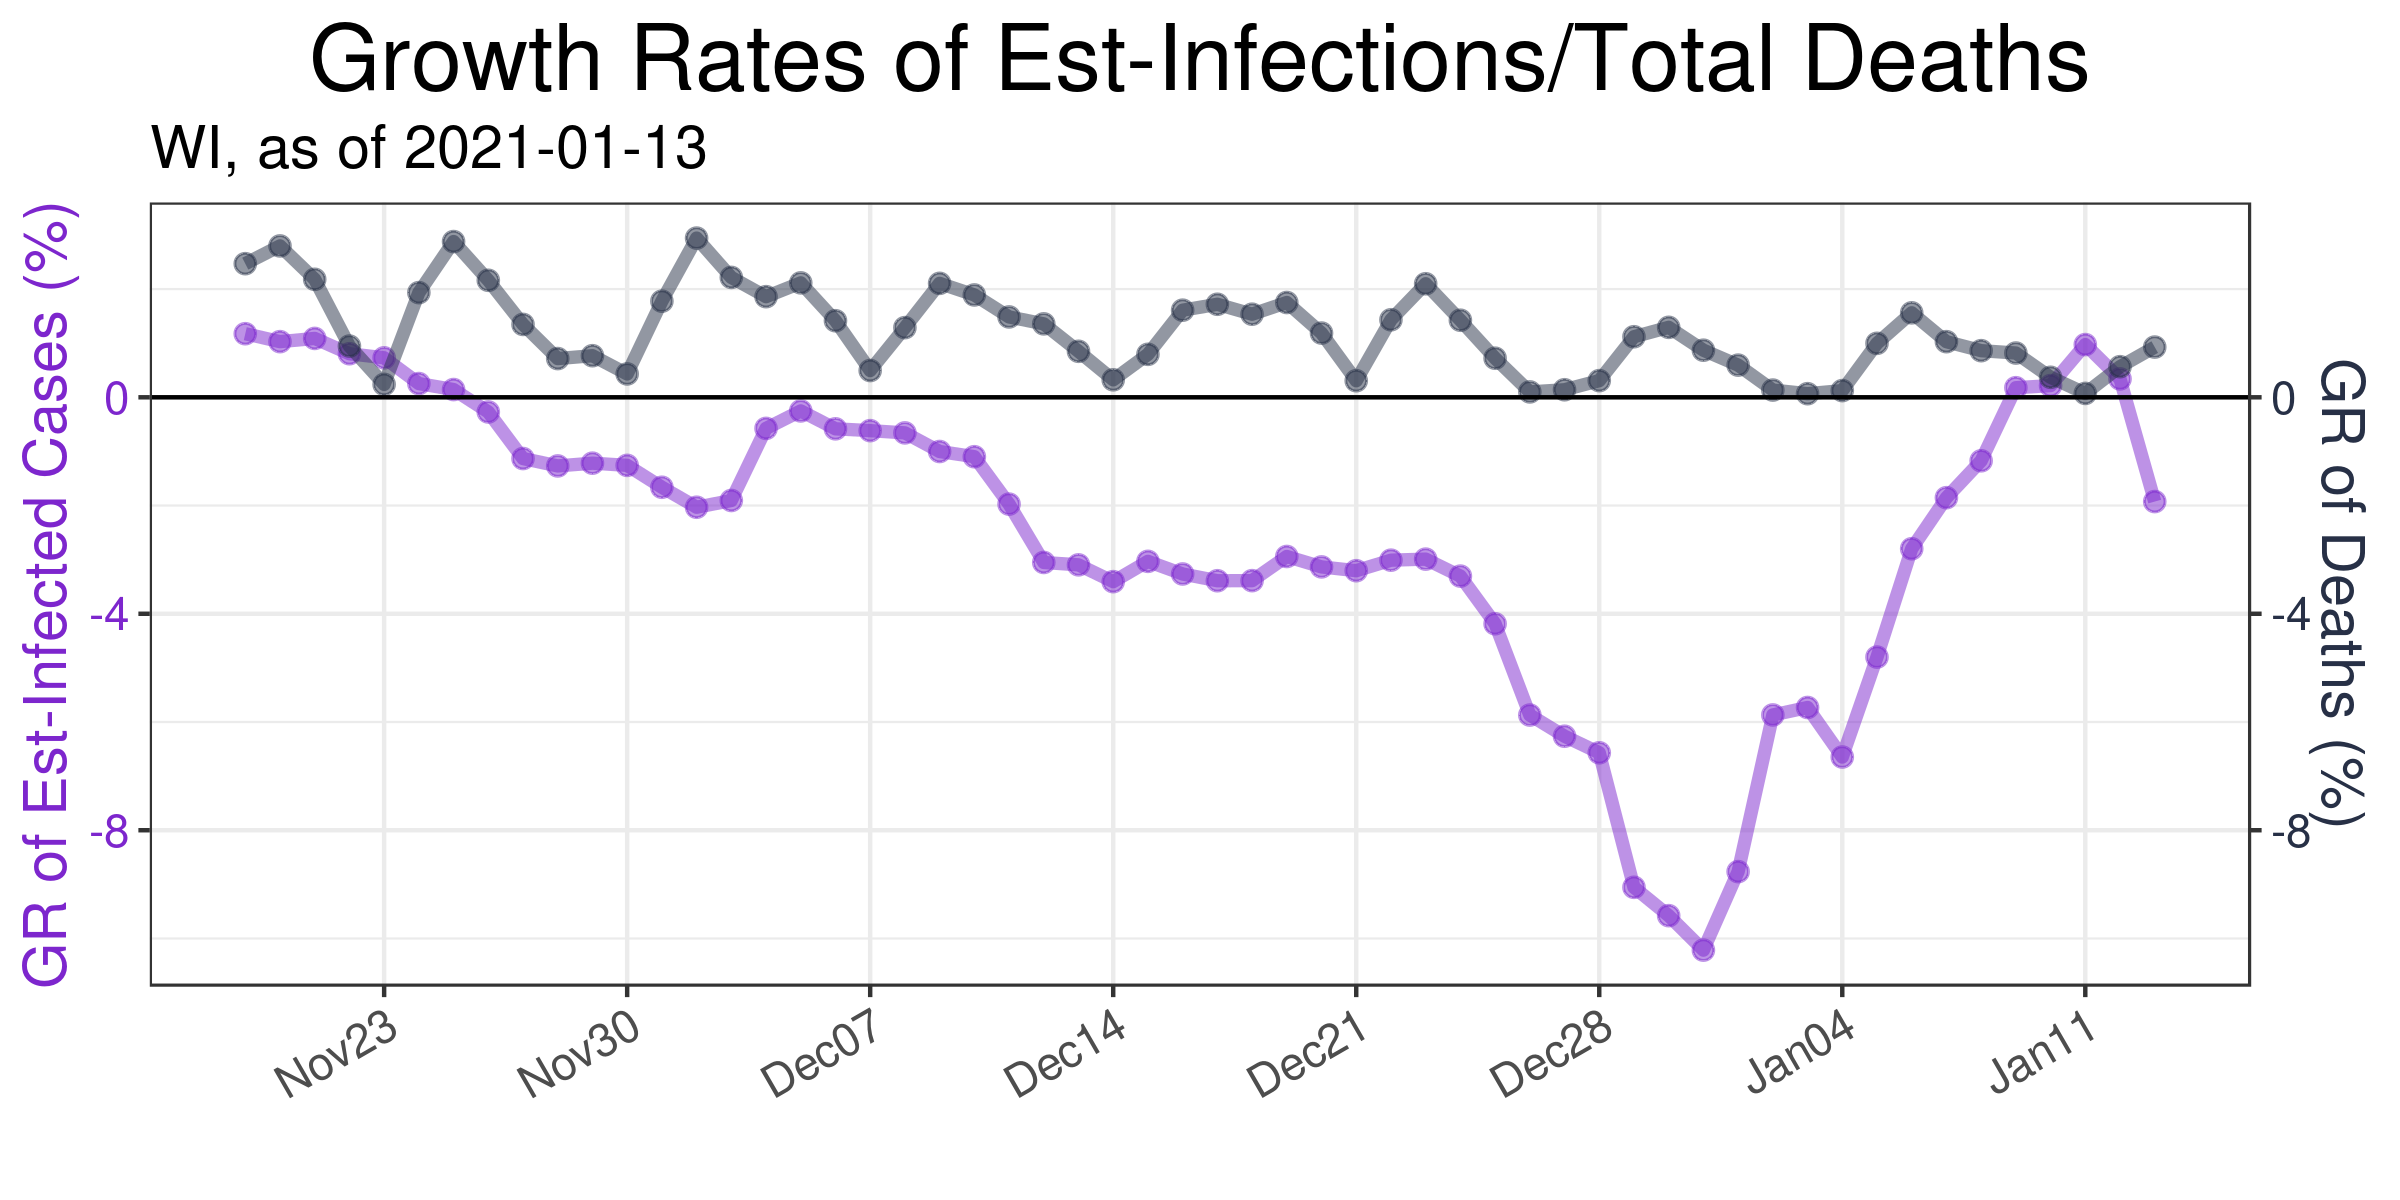 Growth Rates of Est-Infections/Total Deaths
WI, as of 2021-01-13
GR of Est-Infected Cases (%)
0
-4
-8
0
-4
-8
GR of Deaths (%)
Nov23
Nov30
Dec07
Dec14
Dec21
Dec28
Jan04
Jan11